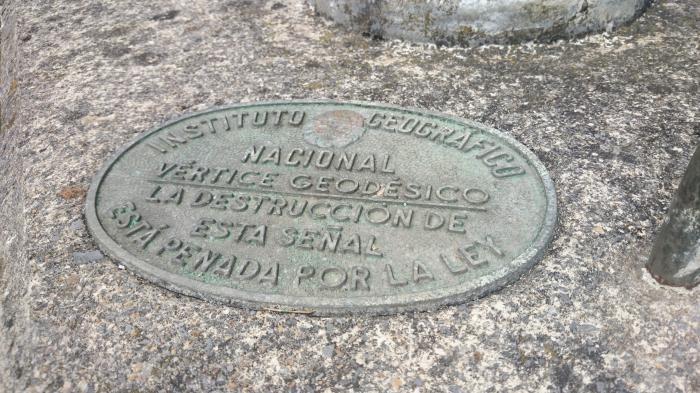 INSTITUTO GEOGRÁFICO
NACIONAL
VÉRTICE GEODÉSICO
LA DESTRUCCIÓN DE
ESTA SEÑAL
ESTÁ PENADA POR LA LEY